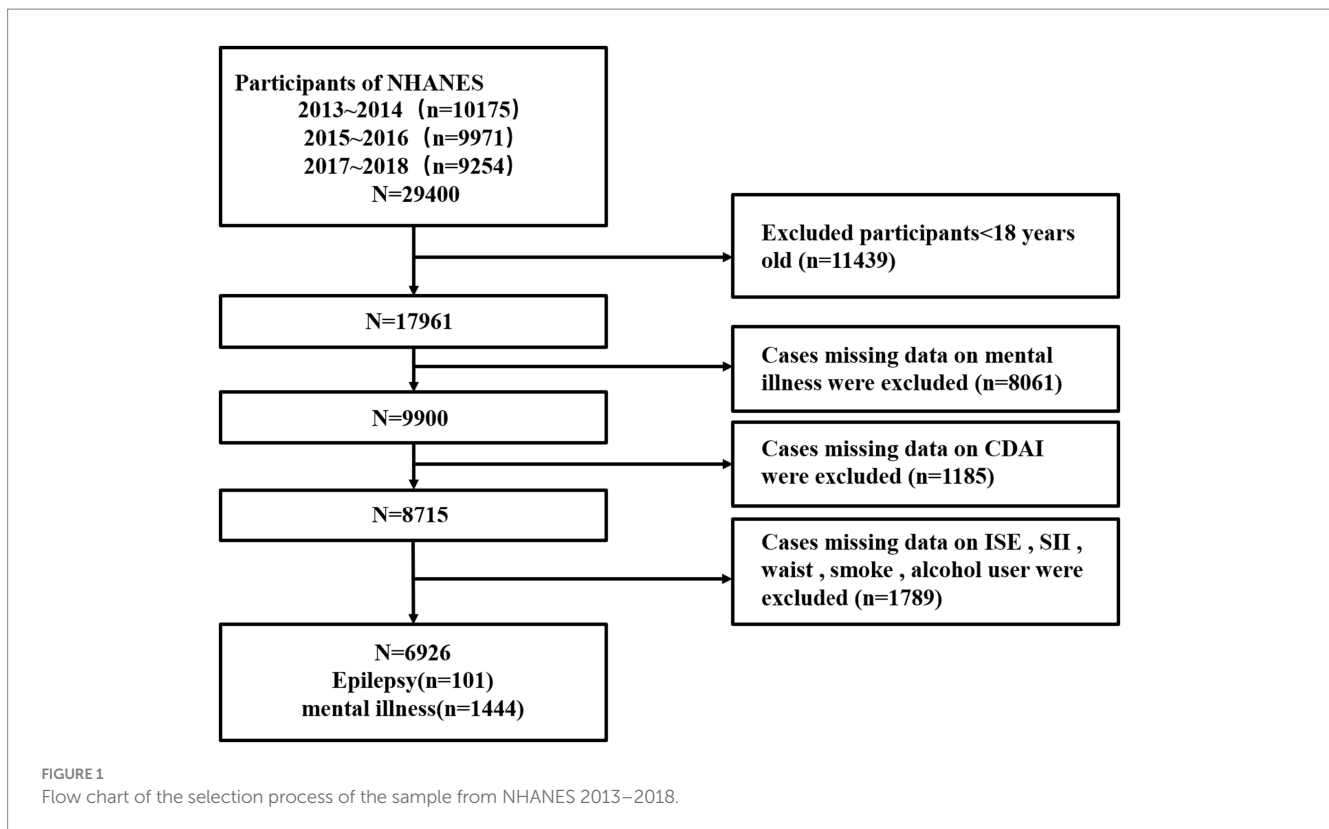 Participants of NHANES
2013~2014（n=10175）
2015~2016（n=9971）
2017~2018（n=9254）
N=29400
Excluded participants<18 years
old (n=11439)
N=17961
Cases missing data on mental
illness were excluded (n=8061)
N=9900
Cases missing data on CDAI
were excluded (n=1185)
N=8715
Cases missing data on ISE , SII ,
waist , smoke , alcohol user were
excluded (n=1789)
N=6926
Epilepsy(n=101)
mental illness(n=1444)
FIGURE 1
Flow chart of the selection process of the sample from NHANES 2013–2018.